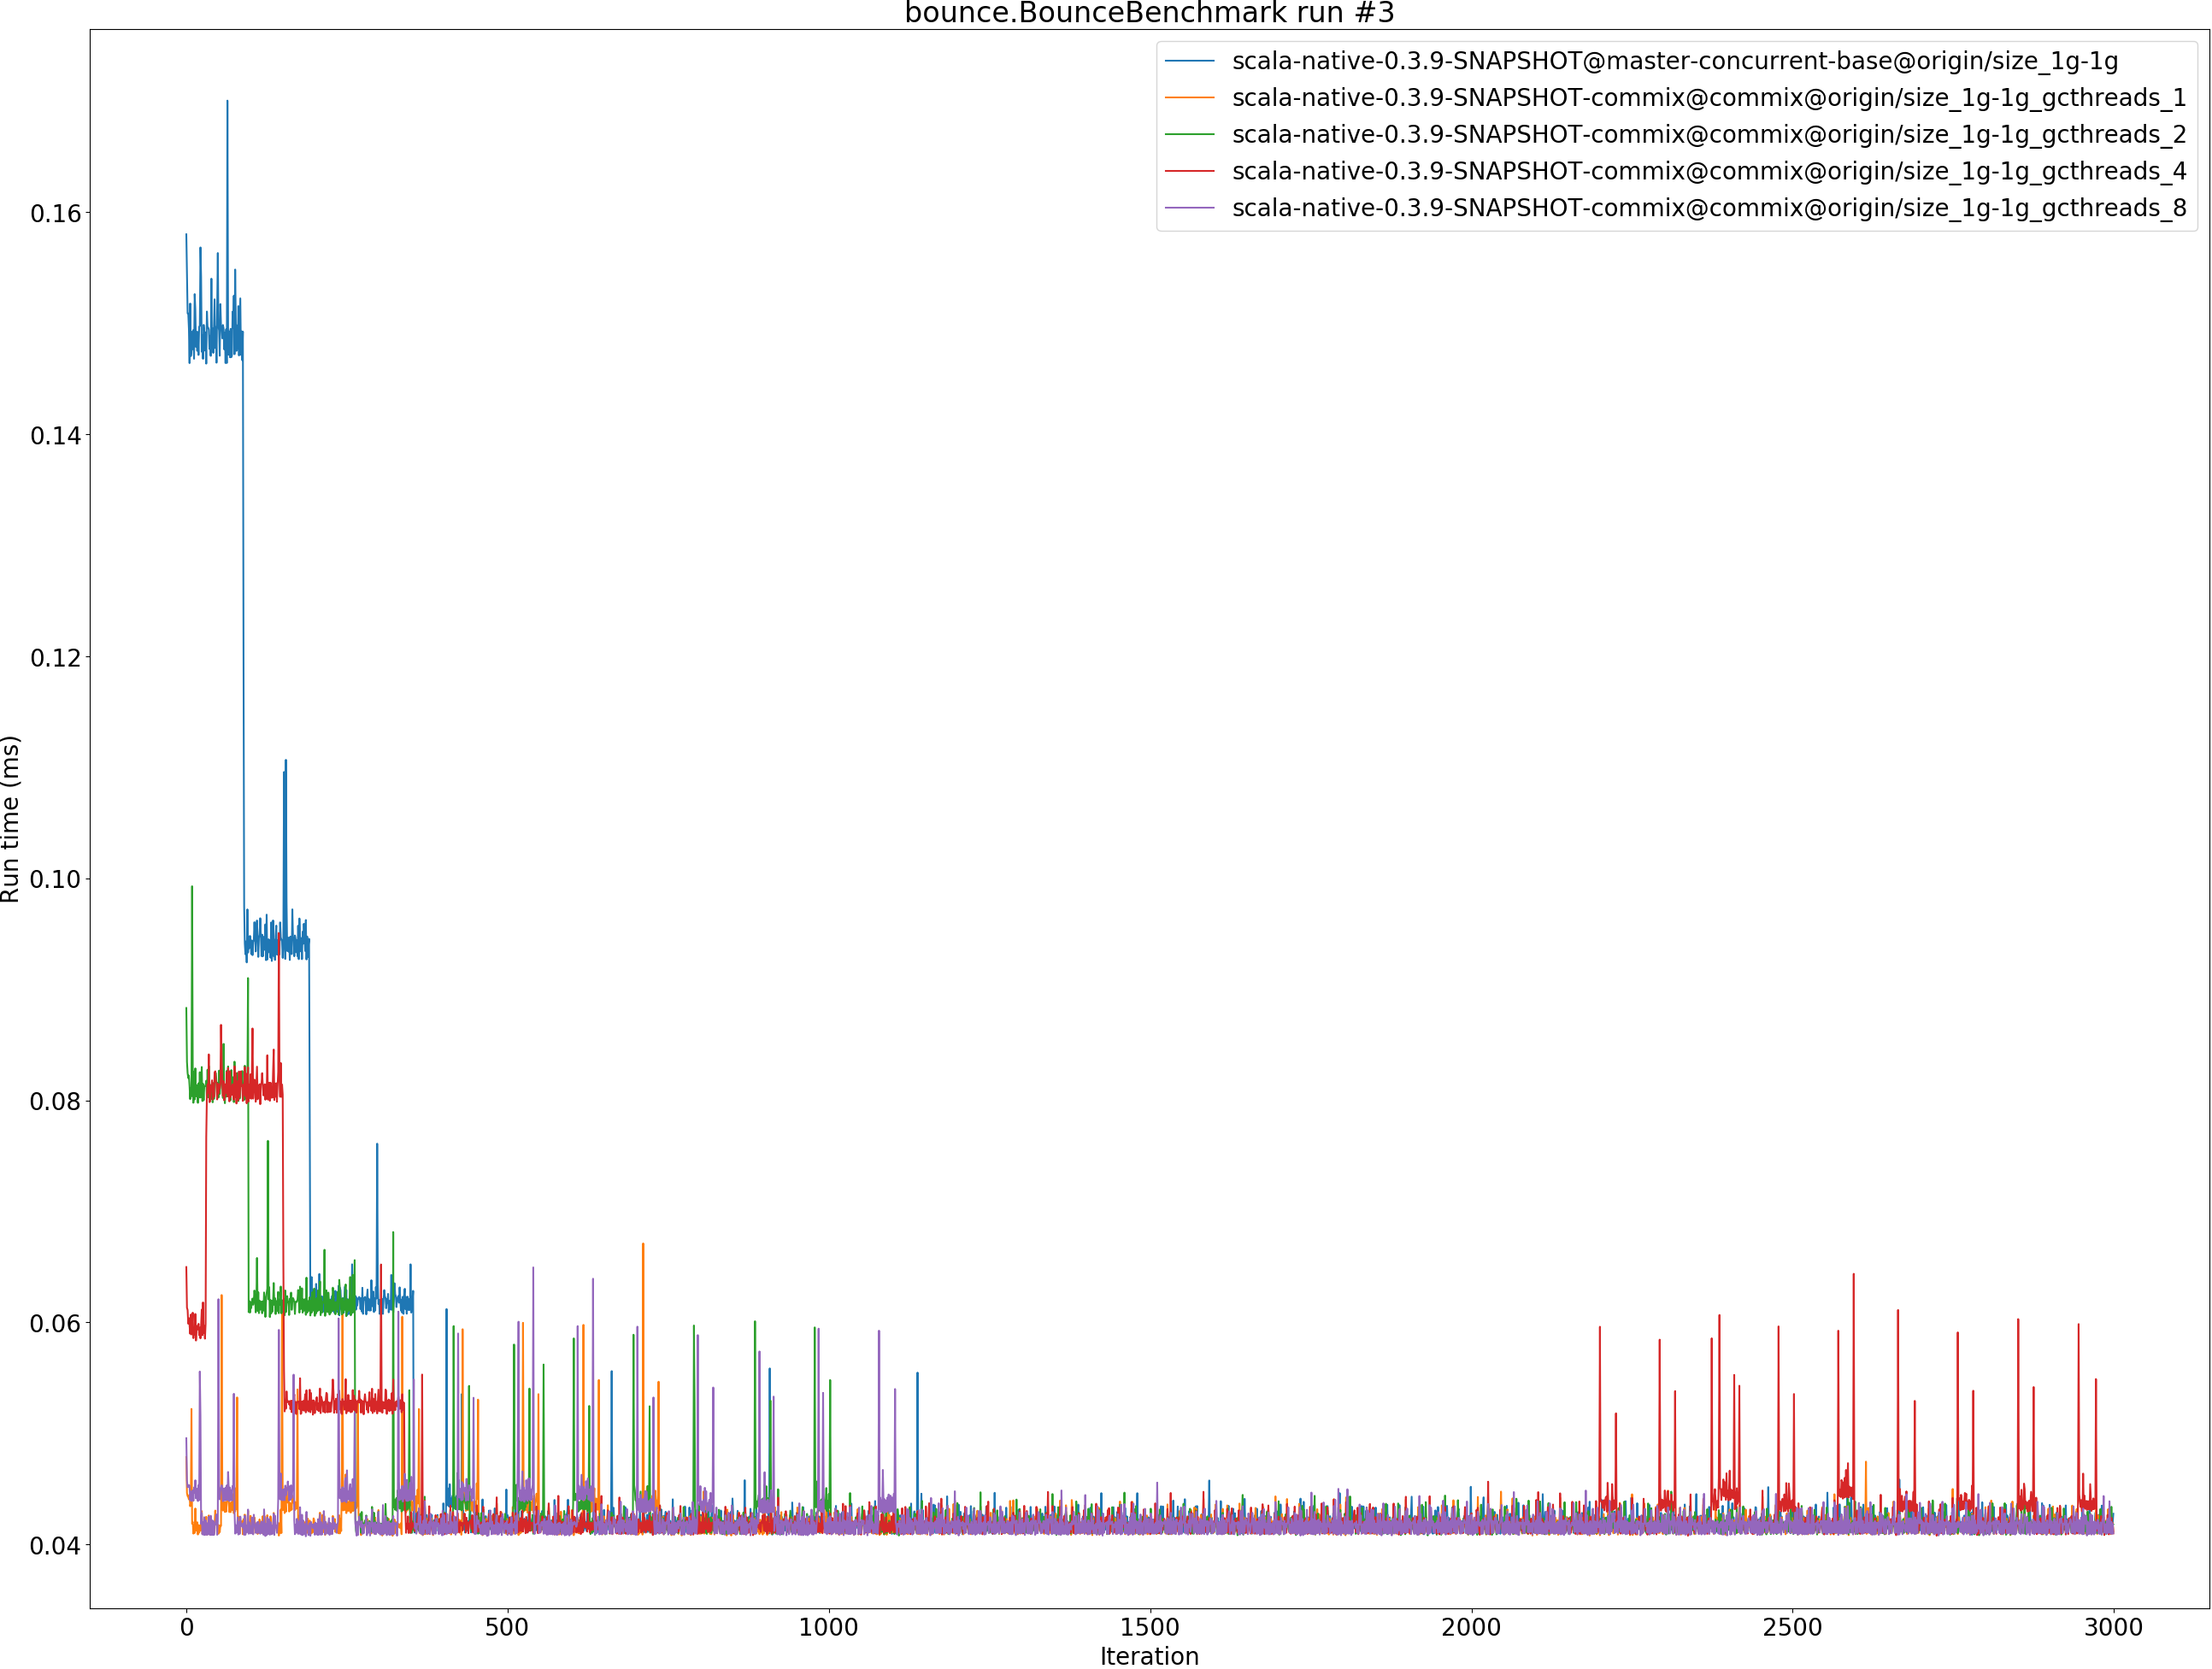 bounce.BounceBenchmark run #3
scala-native-0.3.9-SNAPSHOT@master-concurrent-base@origin/size_1g-1g
scala-native-0.3.9-SNAPSHOT-commix@commix@origin/size_1g-1g_gcthreads_1
scala-native-0.3.9-SNAPSHOT-commix@commix@origin/size_1g-1g_gcthreads_2
scala-native-0.3.9-SNAPSHOT-commix@commix@origin/size_1g-1g_gcthreads_4
scala-native-0.3.9-SNAPSHOT-commix@commix@origin/size_1g-1g_gcthreads_8
Run time (ms)
0.16
0.14
0.12
0.10
0.08
0.06
0.04
0 500 1000 1500 2000 2500 3000
Iteration